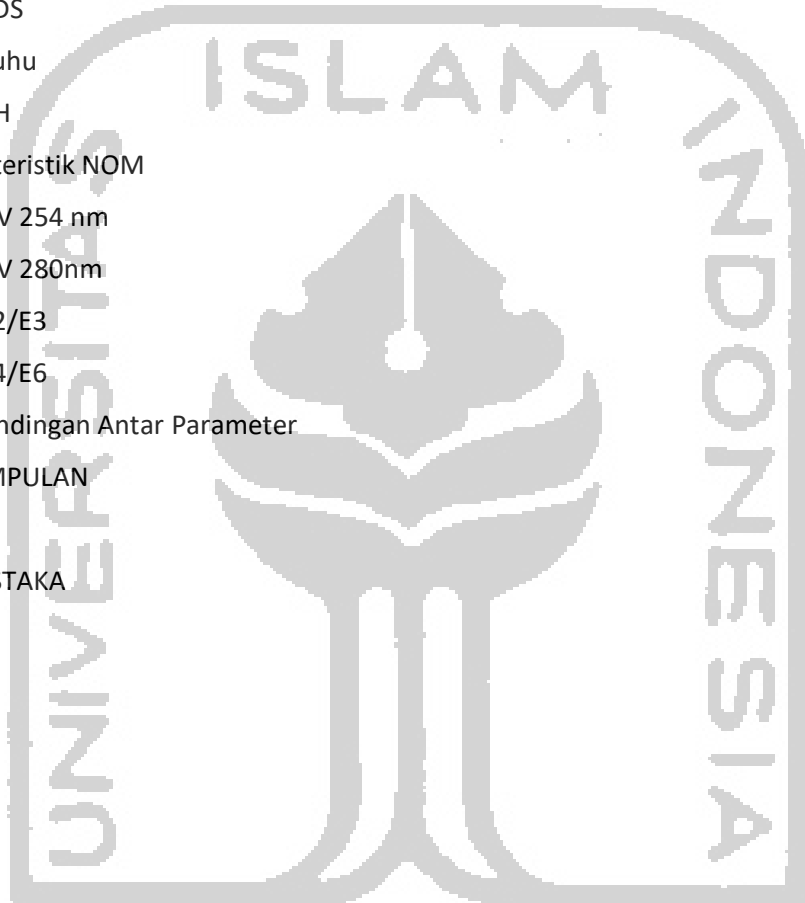 DS
uhu
H
teristik NOM
V 254 nm
V 280nm
2/E3
4/E6
ndingan Antar Parameter
MPULAN
STAKA
UNIVERSITAS
ISLAM
INDONESIA